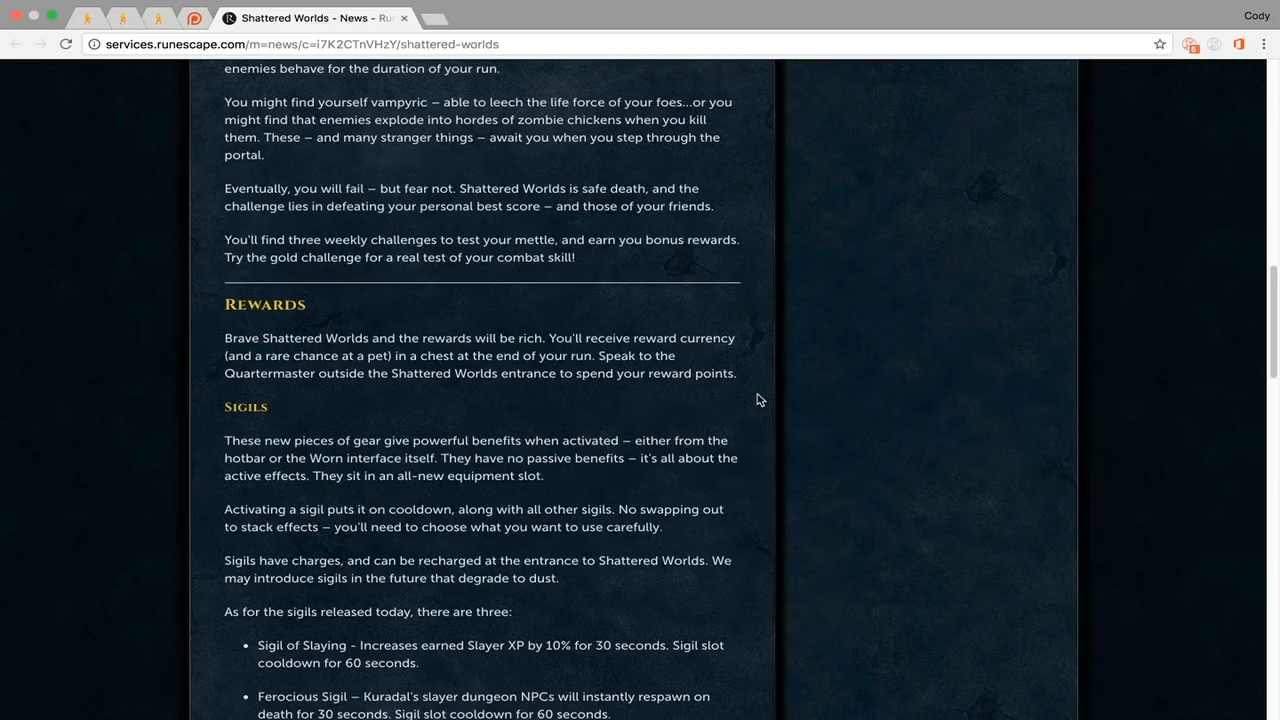 Shattered Worlds - News - Ru
Cody
services.runescape.com/m=news/c=i7K2CTnVHzY/shattered-worlds
5
enemies behave for the duration of your run.
You might find yourself vampyric – able to leech the life force of your foes...or you
might find that enemies explode into hordes of zombie chickens when you kill
them. These – and many stranger things – await you when you step through the
portal.
Eventually, you will fail – but fear not. Shattered Worlds is safe death, and the
challenge lies in defeating your personal best score – and those of your friends.
You'll find three weekly challenges to test your mettle, and earn you bonus rewards.
Try the gold challenge for a real test of your combat skill!
REWARDS
Brave Shattered Worlds and the rewards will be rich. You'll receive reward currency
(and a rare chance at a pet) in a chest at the end of your run. Speak to the
Quartermaster outside the Shattered Worlds entrance to spend your reward points.
SIGILS
These new pieces of gear give powerful benefits when activated – either from the
hotbar or the Worn interface itself. They have no passive benefits – it's all about the
active effects. They sit in an all-new equipment slot.
Activating a sigil puts it on cooldown, along with all other sigils. No swapping out
to stack effects – you'll need to choose what you want to use carefully.
Sigils have charges, and can be recharged at the entrance to Shattered Worlds. We
may introduce sigils in the future that degrade to dust.
As for the sigils released today, there are three:
• Sigil of Slaying - Increases earned Slayer XP by 10% for 30 seconds. Sigil slot
cooldown for 60 seconds.
• Ferocious Sigil – Kuradal's slayer dungeon NPCs will instantly respawn on
death for 30 seconds. Sigil slot cooldown for 60 seconds.